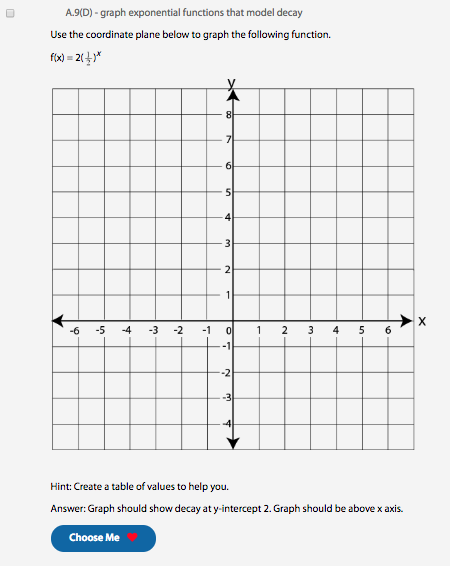 A.9(D) - graph exponential functions that model decay
Use the coordinate plane below to graph the following function.
f(x) = 2(½)ˣ
y
8
7
6
5
4
3
2
1
-6 -5 -4 -3 -2 -1 0 1 2 3 4 5 6 x
-1
-2
-3
-4
Hint: Create a table of values to help you.
Answer: Graph should show decay at y-intercept 2. Graph should be above x axis.
Choose Me